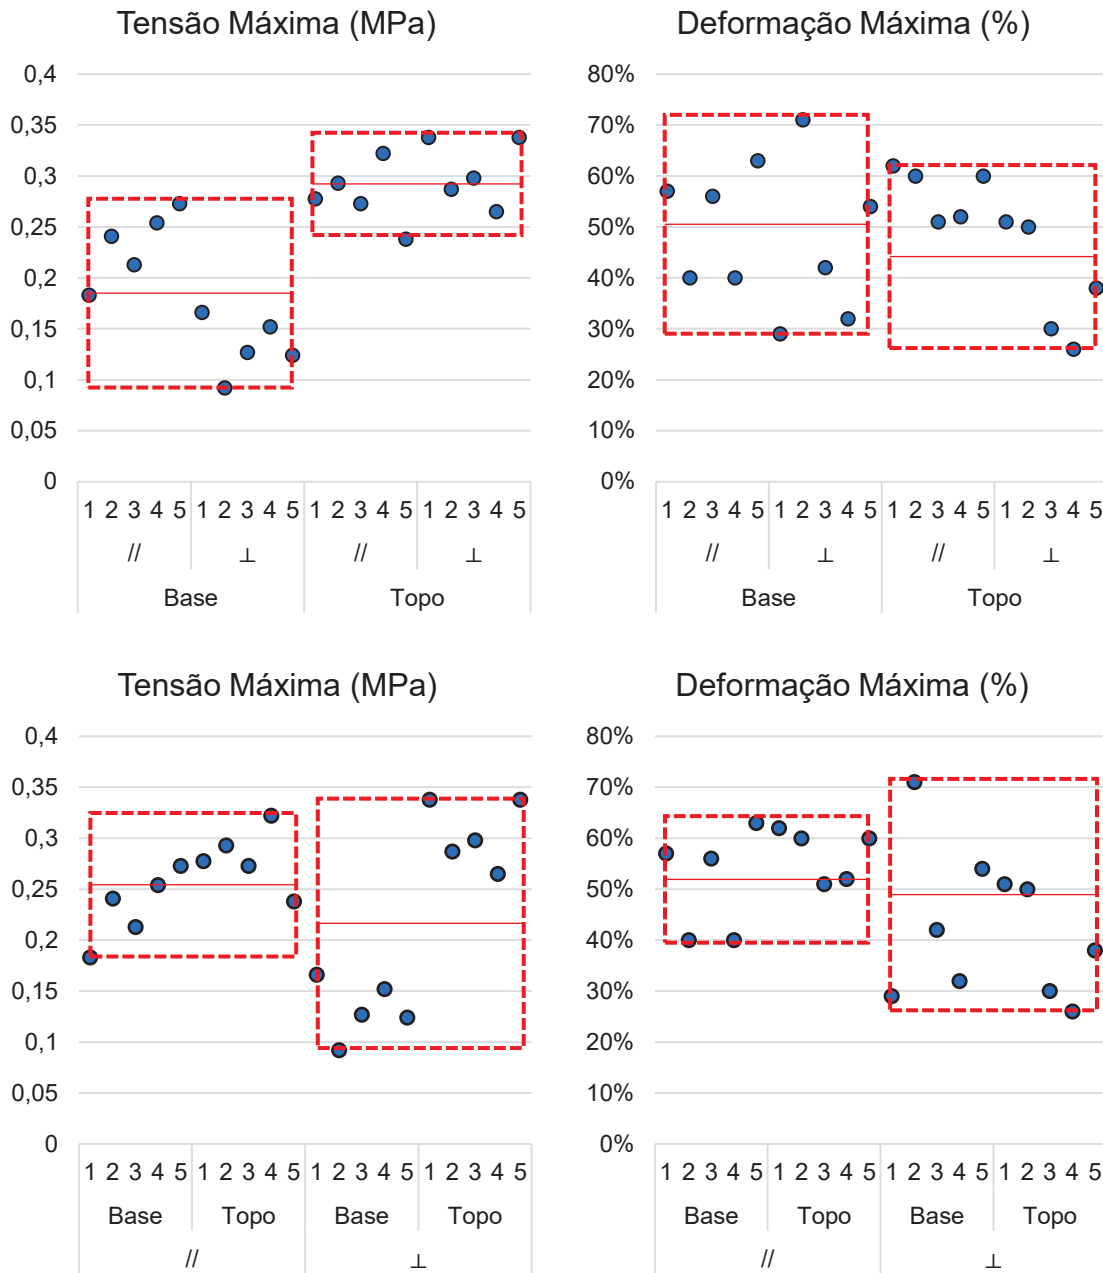 Tensão Máxima (MPa)
0,4
0,35
0,3
0,25
0,2
0,15
0,1
0,05
0
1 2 3 4 5 1 2 3 4 5 1 2 3 4 5 1 2 3 4 5
// ⊥ // ⊥
Base Topo
Deformação Máxima (%)
80%
70%
60%
50%
40%
30%
20%
10%
0%
1 2 3 4 5 1 2 3 4 5 1 2 3 4 5 1 2 3 4 5
// ⊥ // ⊥
Base Topo
Tensão Máxima (MPa)
0,4
0,35
0,3
0,25
0,2
0,15
0,1
0,05
0
1 2 3 4 5 1 2 3 4 5 1 2 3 4 5 1 2 3 4 5
Base Topo Base Topo
// ⊥
Deformação Máxima (%)
80%
70%
60%
50%
40%
30%
20%
10%
0%
1 2 3 4 5 1 2 3 4 5 1 2 3 4 5 1 2 3 4 5
Base Topo Base Topo
// ⊥